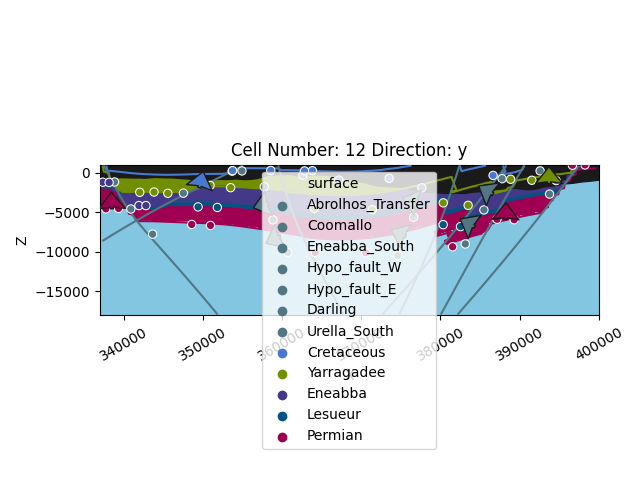 Cell Number: 12 Direction: y
0
−5000
−10000
−15000
Z
340000
350000
360000
370000
380000
390000
400000
surface
Abrolhos_Transfer
Coomallo
Eneabba_South
Hypo_fault_W
Hypo_fault_E
Darling
Urella_South
Cretaceous
Yarragadee
Eneabba
Lesueur
Permian